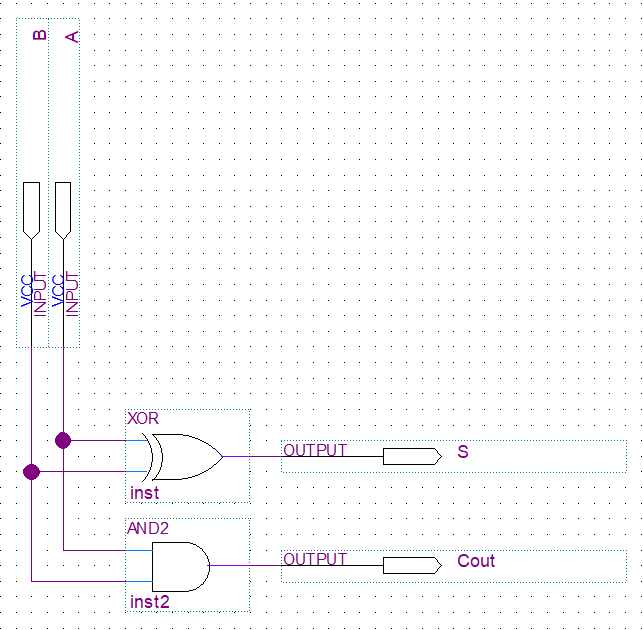 B
A
VCC
INPUT
VCC
INPUT
XOR
inst
OUTPUT
S
AND2
inst2
OUTPUT
Cout